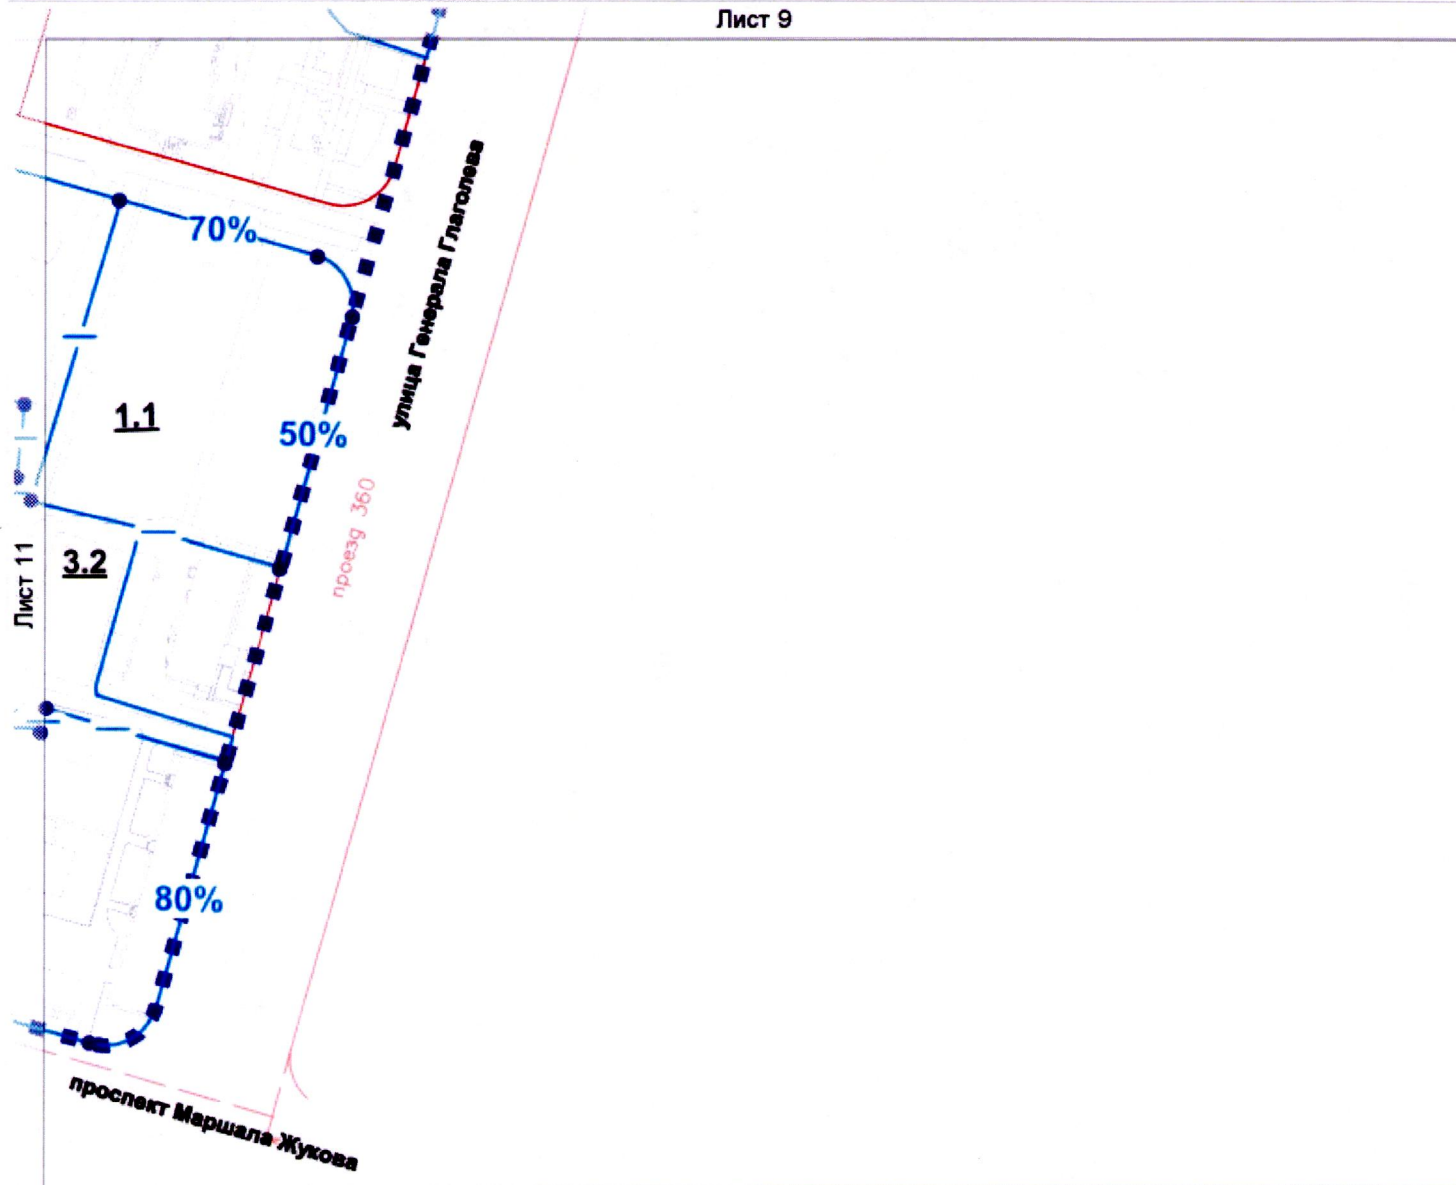 Лист 9
70%
улица Генерала Глаголева
1.1
50%
проезд 360
Лист 11
3.2
80%
проспект Маршала Жукова